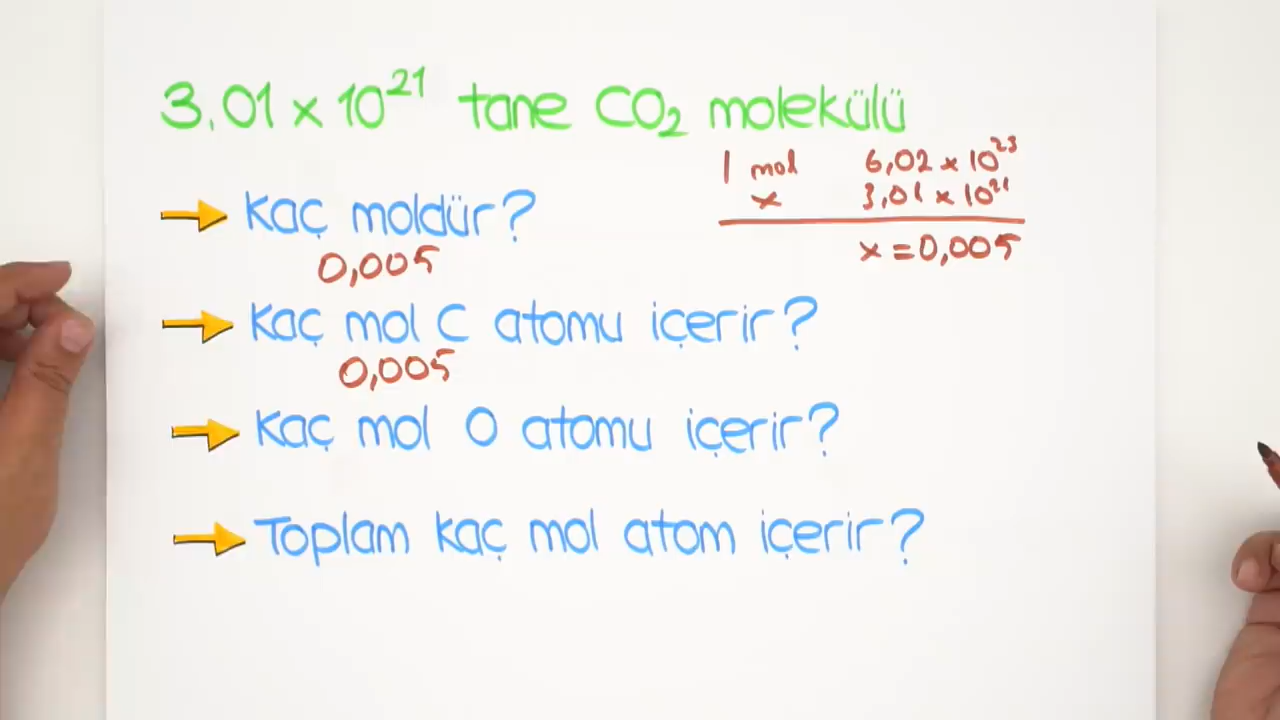 3,01 x 10²¹ tane CO₂ molekülü
1 mol 6,02 x 10²³
x 3,01 x 10²¹
x = 0,005
Kaç moldür?
0,005
Kaç mol C atomu içerir?
0,005
Kaç mol O atomu içerir?
Toplam kaç mol atom içerir?